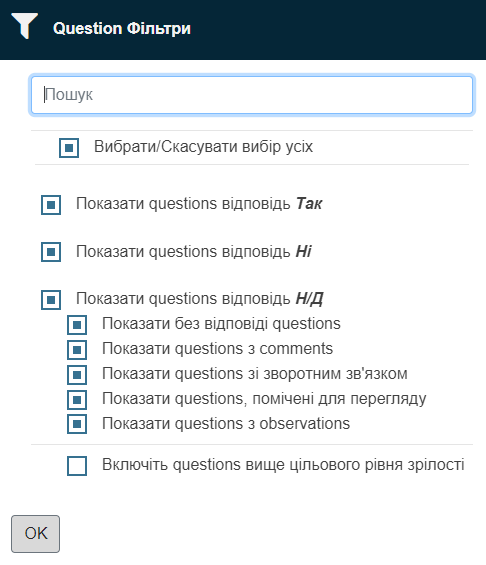 Question Фільтри
Пошук
Вибрати/Скасувати вибір усіх
Показати questions відповідь Так
Показати questions відповідь Ні
Показати questions відповідь Н/Д
Показати без відповіді questions
Показати questions з comments
Показати questions зі зворотним зв'язком
Показати questions, помічені для перегляду
Показати questions з observations
Включіть questions вище цільового рівня зрілості
OK